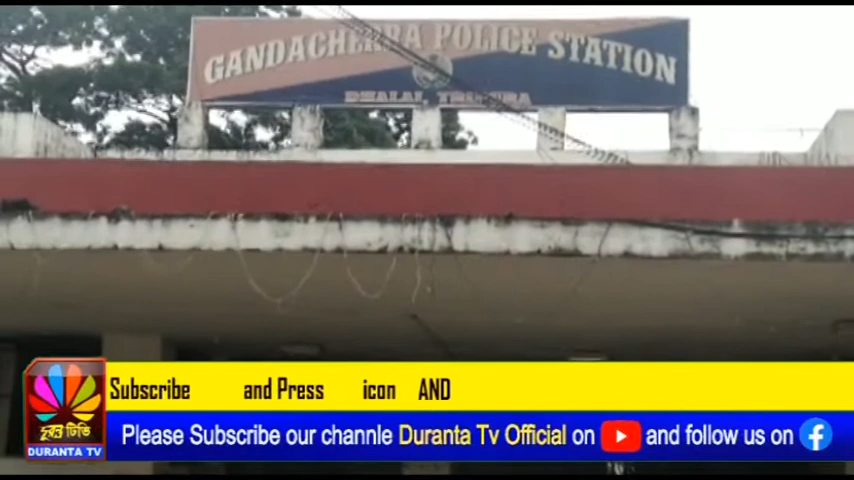 GANDACHERRA POLICE STATION
DHALAI, TRIPURA
Subscribe and Press icon AND
দুরন্ত টিভি
DURANTA TV
Please Subscribe our channle Duranta Tv Official on and follow us on f